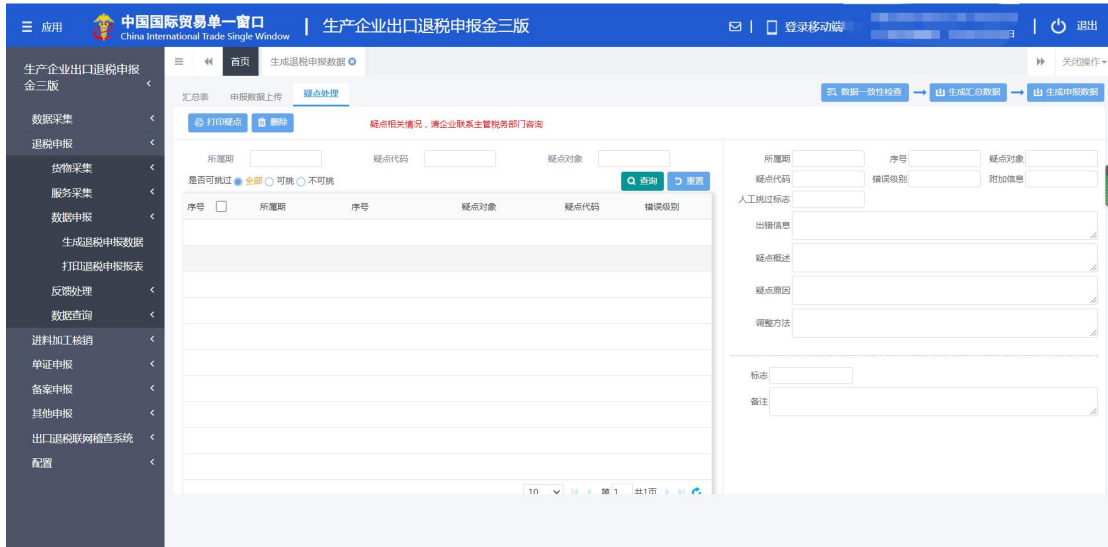 应用 中国国际贸易单一窗口 生产企业出口退税申报金三版 登录移动端 退出
China International Trade Single Window
生产企业出口退税申报
金三版
首页 生成退税申报数据 关闭操作
汇总表 申报数据上传 疑点处理 数据一致性检查 生成汇总数据 生成申报数据
打印疑点 删除 疑点相关情况，请企业联系主管税务部门咨询
数据采集
退税申报
货物采集
服务采集
数据申报
生成退税申报数据
打印退税申报报表
反馈处理
数据查询
进料加工核销
单证申报
备案申报
其他申报
出口退税联网稽查系统
配置
所属期 疑点代码 疑点对象
是否可挑过 全部 可挑 不可挑 查询 重置
序号 所属期 序号 疑点对象 疑点代码 错误级别
10 第 1 共1页
所属期 序号 疑点对象
疑点代码 错误级别 附加信息
人工挑过标志
出错信息
疑点概述
疑点原因
调整方法
标志
备注